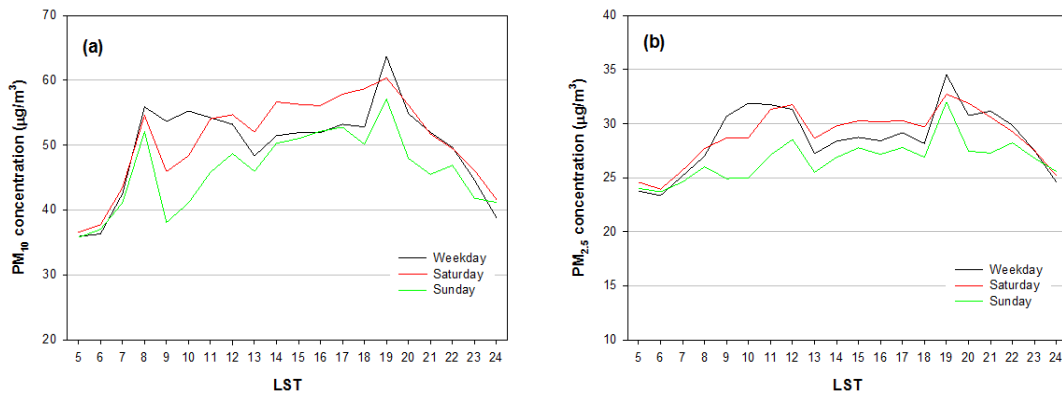 (a)
PM10 concentration (µg/m3)
70
60
50
40
30
20
Weekday
Saturday
Sunday
5 6 7 8 9 10 11 12 13 14 15 16 17 18 19 20 21 22 23 24
LST
(b)
PM2.5 concentration (µg/m3)
40
35
30
25
20
15
10
Weekday
Saturday
Sunday
5 6 7 8 9 10 11 12 13 14 15 16 17 18 19 20 21 22 23 24
LST